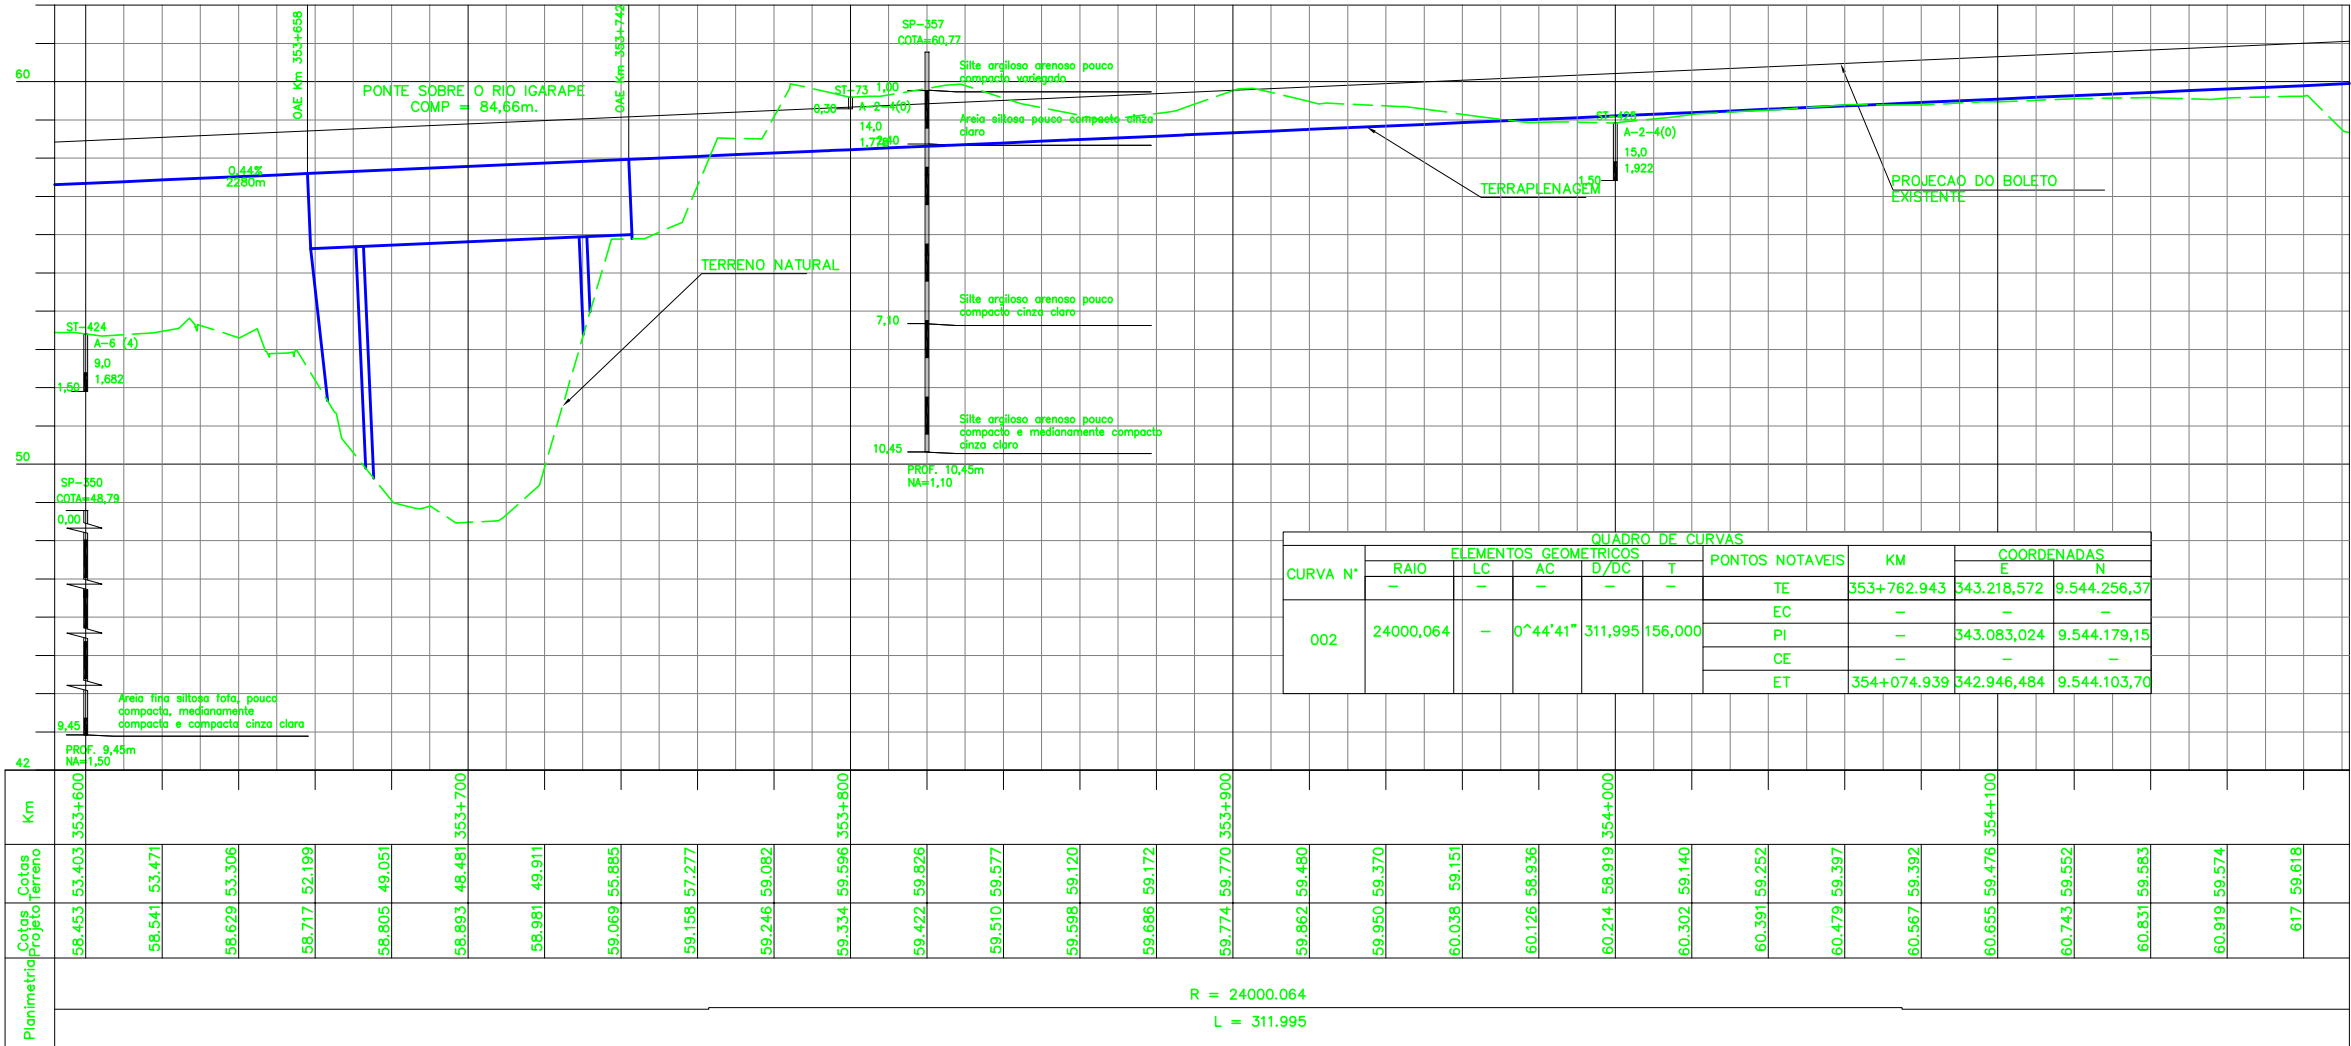 OAE Km 353+658
OAE Km 353+742
SP-357
COTA=60,77
60
PONTE SOBRE O RIO IGARAPE
COMP = 84,66m.
Silte argiloso arenoso pouco
compacto variegado
ST-73
1,00
0,30
A-2-4(0)
14,0
1,778
2,40
Areia siltosa pouco compacto cinza
claro
0.44%
2280m
ST-425
A-2-4(0)
15,0
1,922
1,50
TERRAPLENAGEM
PROJECAO DO BOLETO
EXISTENTE
TERRENO NATURAL
Silte argiloso arenoso pouco
compacto cinza claro
7,10
ST-424
A-6 (4)
9,0
1,682
1,50
Silte argiloso arenoso pouco
compacto e medianamente compacto
cinza claro
10,45
PROF. 10,45m
NA=1,10
50
SP-350
COTA=48,79
0,00
Areia fina siltosa fofa, pouco
compacta, medianamente
compacta e compacta cinza clara
9,45
PROF. 9,45m
NA=1,50
42
QUADRO DE CURVAS
CURVA N° ELEMENTOS GEOMETRICOS PONTOS NOTAVEIS KM COORDENADAS
RAIO LC AC D/DC T E N
- - - - - TE 353+762.943 343.218,572 9.544.256,37
EC - - -
002 24000,064 - 0^44'41" 311,995 156,000 PI - 343.083,024 9.544.179,15
CE - - -
ET 354+074.939 342.946,484 9.544.103,70
Km 353+600 353+700 353+800 353+900 354+000 354+100
Cotas Terreno 53.403 53.471 53.306 52.199 49.051 48.481 49.911 55.885 57.277 59.082 59.596 59.826 59.577 59.120 59.172 59.770 59.480 59.370 59.151 58.936 58.919 59.140 59.252 59.397 59.392 59.476 59.552 59.583 59.574 59.618
Cotas Projeto 58.453 58.541 58.629 58.717 58.805 58.893 58.981 59.069 59.158 59.246 59.334 59.422 59.510 59.598 59.686 59.774 59.862 59.950 60.038 60.126 60.214 60.302 60.391 60.479 60.567 60.655 60.743 60.831 60.919 617
Planimetria
R = 24000.064
L = 311.995